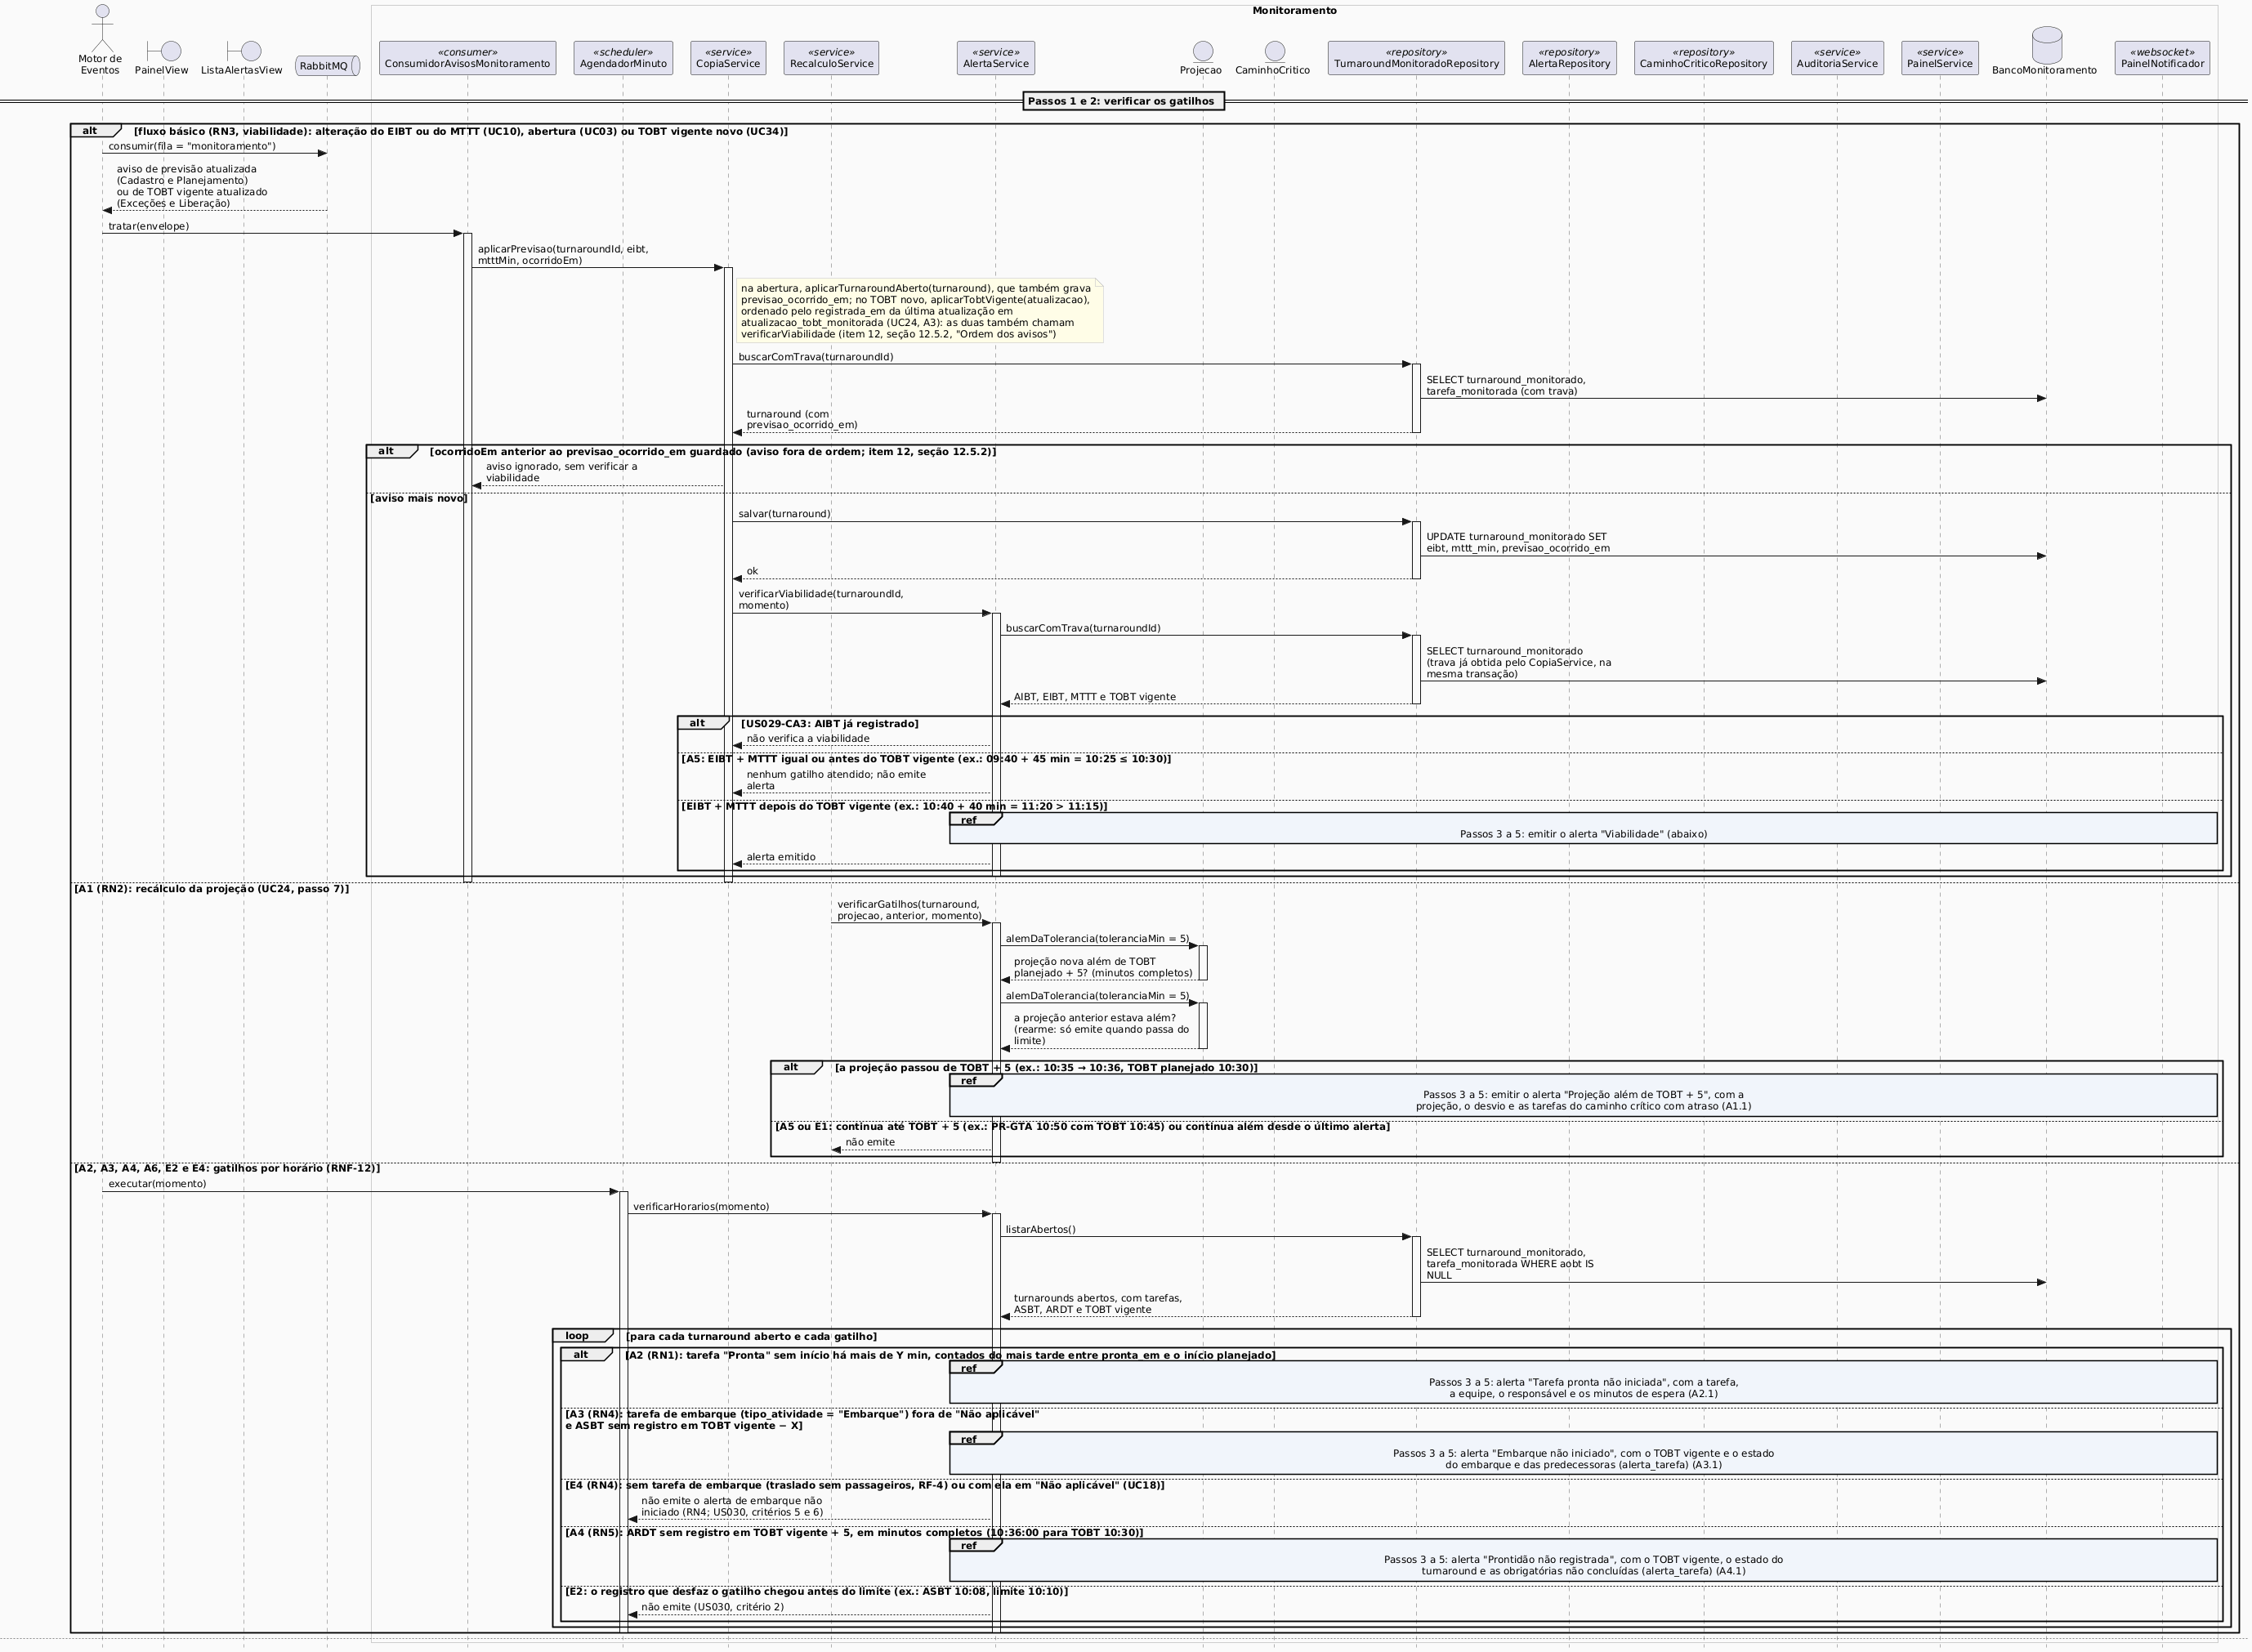 Monitoramento
Motor de
Eventos
PainelView
ListaAlertasView
RabbitMQ
«consumer»
ConsumidorAvisosMonitoramento
«scheduler»
AgendadorMinuto
«service»
CopiaService
«service»
RecalculoService
«service»
AlertaService
Projecao
CaminhoCritico
«repository»
TurnaroundMonitoradoRepository
«repository»
AlertaRepository
«repository»
CaminhoCriticoRepository
«service»
AuditoriaService
«service»
PainelService
BancoMonitoramento
«websocket»
PainelNotificador
Passos 1 e 2: verificar os gatilhos
alt [fluxo básico (RN3, viabilidade): alteração do EIBT ou do MTTT (UC10), abertura (UC03) ou TOBT vigente novo (UC34)]
consumir(fila = "monitoramento")
aviso de previsão atualizada
(Cadastro e Planejamento)
ou de TOBT vigente atualizado
(Exceções e Liberação)
tratar(envelope)
aplicarPrevisao(turnaroundId, eibt,
mtttMin, ocorridoEm)
na abertura, aplicarTurnaroundAberto(turnaround), que também grava
previsao_ocorrido_em; no TOBT novo, aplicarTobtVigente(atualizacao),
ordenado pelo registrada_em da última atualização em
atualizacao_tobt_monitorada (UC24, A3): as duas também chamam
verificarViabilidade (item 12, seção 12.5.2, "Ordem dos avisos")
buscarComTrava(turnaroundId)
SELECT turnaround_monitorado,
tarefa_monitorada (com trava)
turnaround (com
previsao_ocorrido_em)
alt [ocorridoEm anterior ao previsao_ocorrido_em guardado (aviso fora de ordem; item 12, seção 12.5.2)]
aviso ignorado, sem verificar a
viabilidade
[aviso mais novo]
salvar(turnaround)
UPDATE turnaround_monitorado SET
eibt, mttt_min, previsao_ocorrido_em
ok
verificarViabilidade(turnaroundId,
momento)
buscarComTrava(turnaroundId)
SELECT turnaround_monitorado
(trava já obtida pelo CopiaService, na
mesma transação)
AIBT, EIBT, MTTT e TOBT vigente
alt [US029-CA3: AIBT já registrado]
não verifica a viabilidade
[A5: EIBT + MTTT igual ou antes do TOBT vigente (ex.: 09:40 + 45 min = 10:25 ≤ 10:30)]
nenhum gatilho atendido; não emite
alerta
[EIBT + MTTT depois do TOBT vigente (ex.: 10:40 + 40 min = 11:20 > 11:15)]
ref
Passos 3 a 5: emitir o alerta "Viabilidade" (abaixo)
alerta emitido
[A1 (RN2): recálculo da projeção (UC24, passo 7)]
verificarGatilhos(turnaround,
projecao, anterior, momento)
alemDaTolerancia(toleranciaMin = 5)
projeção nova além de TOBT
planejado + 5? (minutos completos)
alemDaTolerancia(toleranciaMin = 5)
a projeção anterior estava além?
(rearme: só emite quando passa do
limite)
alt [a projeção passou de TOBT + 5 (ex.: 10:35 → 10:36, TOBT planejado 10:30)]
ref
Passos 3 a 5: emitir o alerta "Projeção além de TOBT + 5", com a
projeção, o desvio e as tarefas do caminho crítico com atraso (A1.1)
[A5 ou E1: continua até TOBT + 5 (ex.: PR-GTA 10:50 com TOBT 10:45) ou continua além desde o último alerta]
não emite
[A2, A3, A4, A6, E2 e E4: gatilhos por horário (RNF-12)]
executar(momento)
verificarHorarios(momento)
listarAbertos()
SELECT turnaround_monitorado,
tarefa_monitorada WHERE aobt IS
NULL
turnarounds abertos, com tarefas,
ASBT, ARDT e TOBT vigente
loop [para cada turnaround aberto e cada gatilho]
alt [A2 (RN1): tarefa "Pronta" sem início há mais de Y min, contados do mais tarde entre pronta_em e o início planejado]
ref
Passos 3 a 5: alerta "Tarefa pronta não iniciada", com a tarefa,
a equipe, o responsável e os minutos de espera (A2.1)
[A3 (RN4): tarefa de embarque (tipo_atividade = "Embarque") fora de "Não aplicável"
e ASBT sem registro em TOBT vigente − X]
ref
Passos 3 a 5: alerta "Embarque não iniciado", com o TOBT vigente e o estado
do embarque e das predecessoras (alerta_tarefa) (A3.1)
[E4 (RN4): sem tarefa de embarque (traslado sem passageiros, RF-4) ou com ela em "Não aplicável" (UC18)]
não emite o alerta de embarque não
iniciado (RN4; US030, critérios 5 e 6)
[A4 (RN5): ARDT sem registro em TOBT vigente + 5, em minutos completos (10:36:00 para TOBT 10:30)]
ref
Passos 3 a 5: alerta "Prontidão não registrada", com o TOBT vigente, o estado do
turnaround e as obrigatórias não concluídas (alerta_tarefa) (A4.1)
[E2: o registro que desfaz o gatilho chegou antes do limite (ex.: ASBT 10:08, limite 10:10)]
não emite (US030, critério 2)